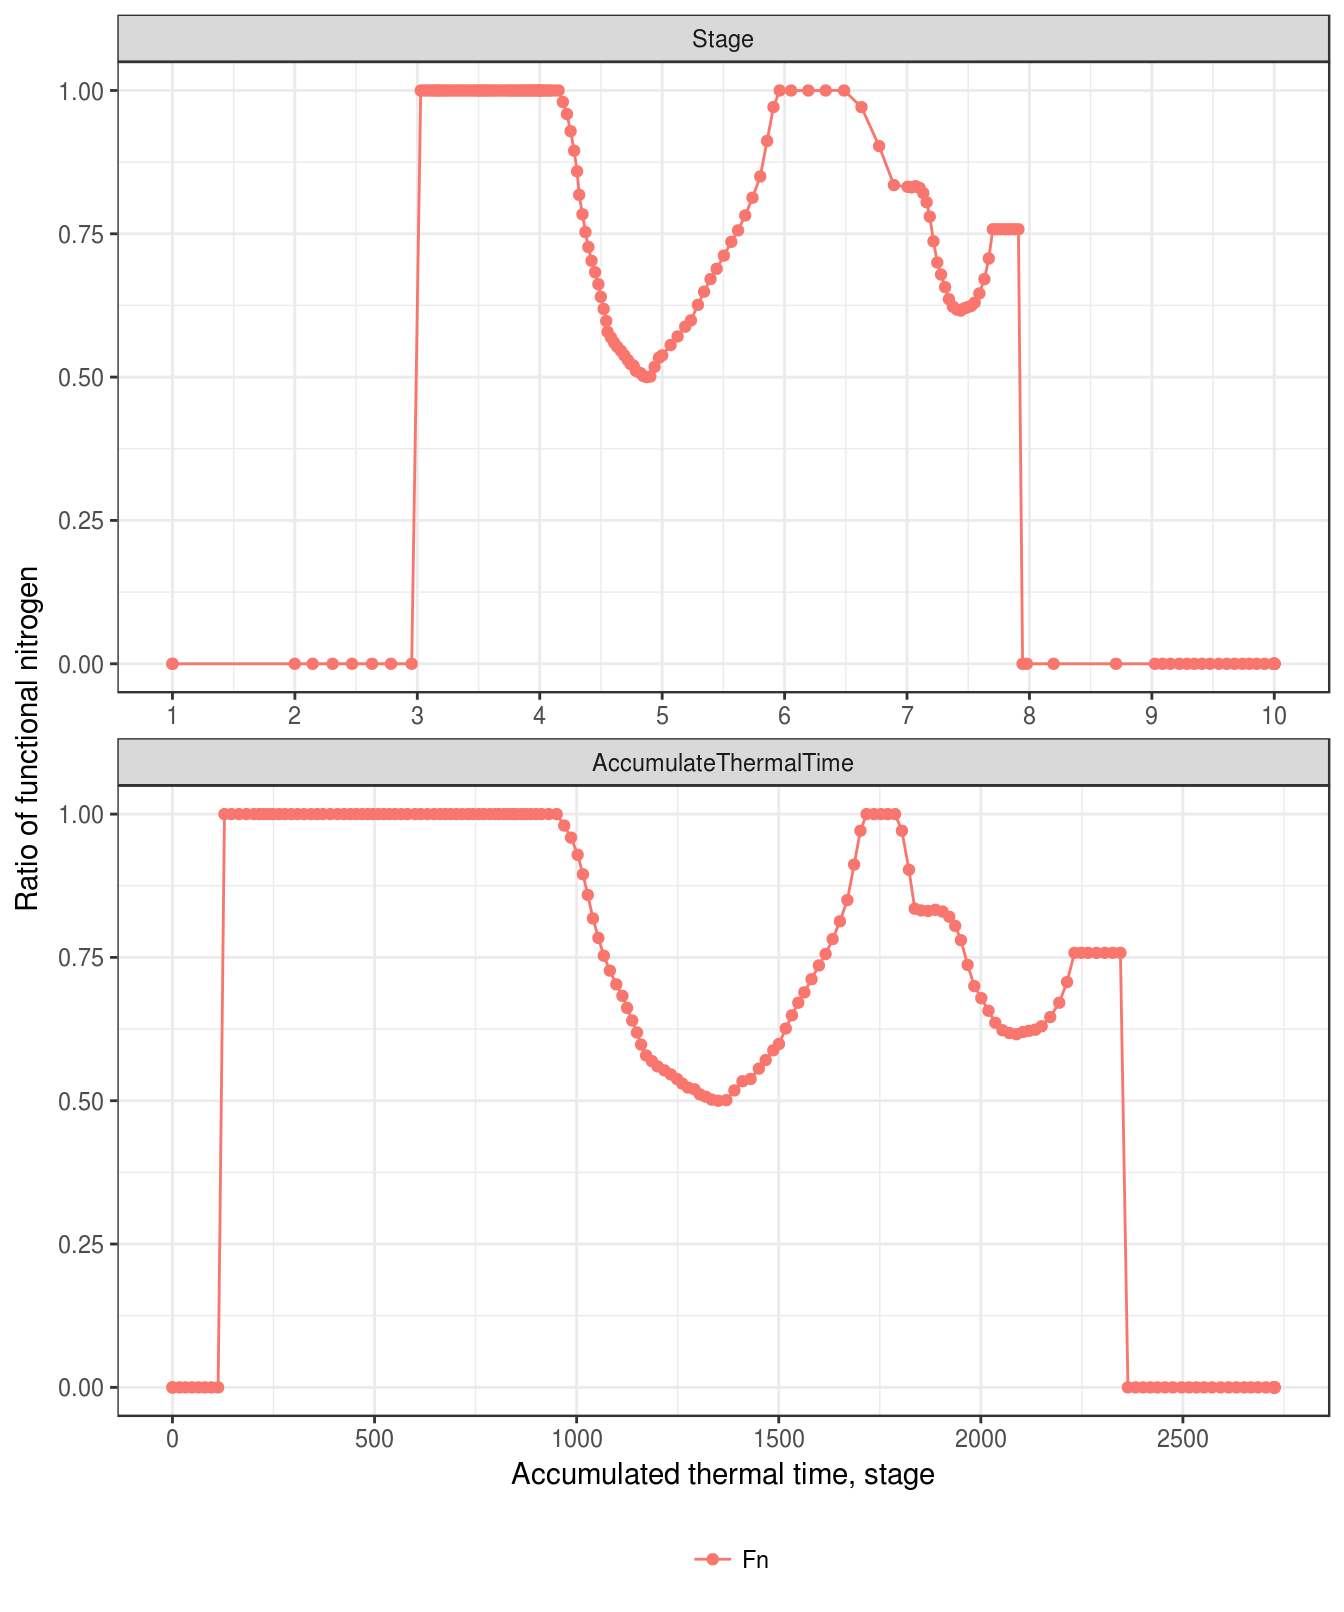 Stage
1.00
0.75
0.50
0.25
0.00
1 2 3 4 5 6 7 8 9 10
Ratio of functional nitrogen
AccumulateThermalTime
1.00
0.75
0.50
0.25
0.00
0 500 1000 1500 2000 2500
Accumulated thermal time, stage
Fn